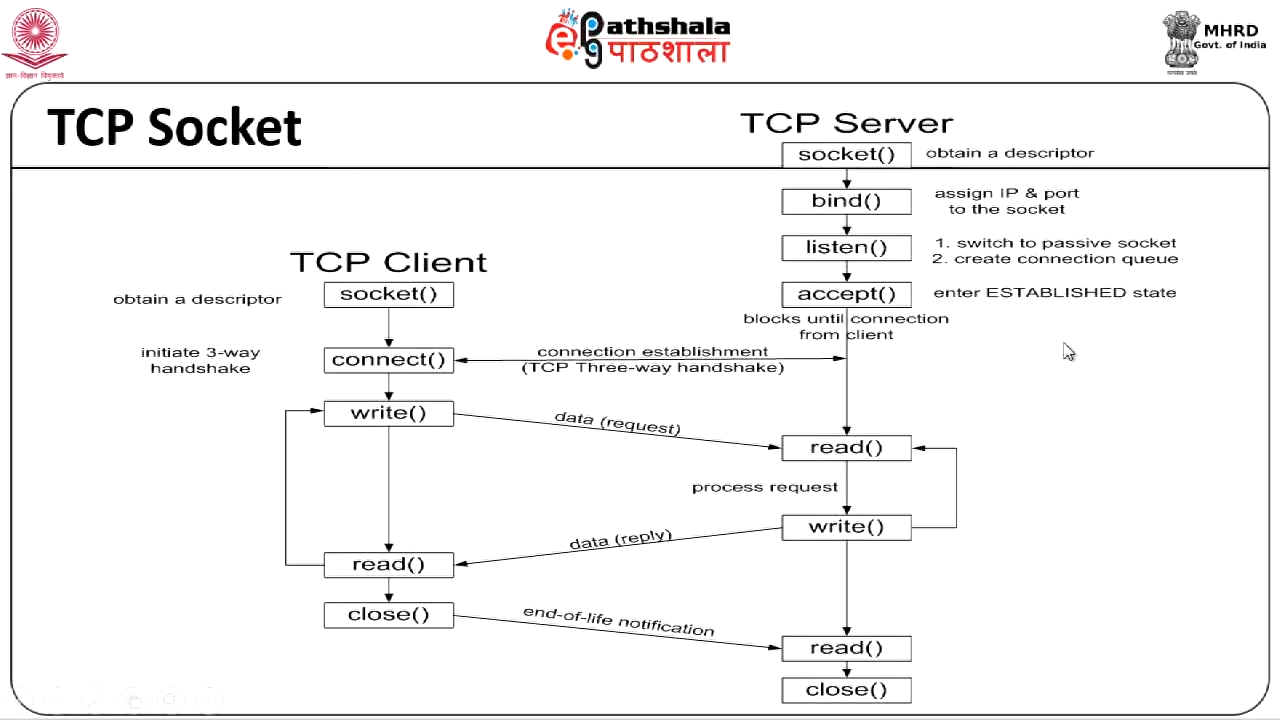 ज्ञान-विज्ञान विमुक्तये
ePathshala
पाठशाला
MHRD
Govt. of India
TCP Socket
TCP Server
socket()
obtain a descriptor
bind()
assign IP & port
to the socket
listen()
1. switch to passive socket
2. create connection queue
TCP Client
accept()
enter ESTABLISHED state
obtain a descriptor
socket()
blocks until connection
from client
initiate 3-way
handshake
connect()
connection establishment
(TCP Three-way handshake)
write()
data (request)
read()
process request
write()
data (reply)
read()
close()
end-of-life notification
read()
close()